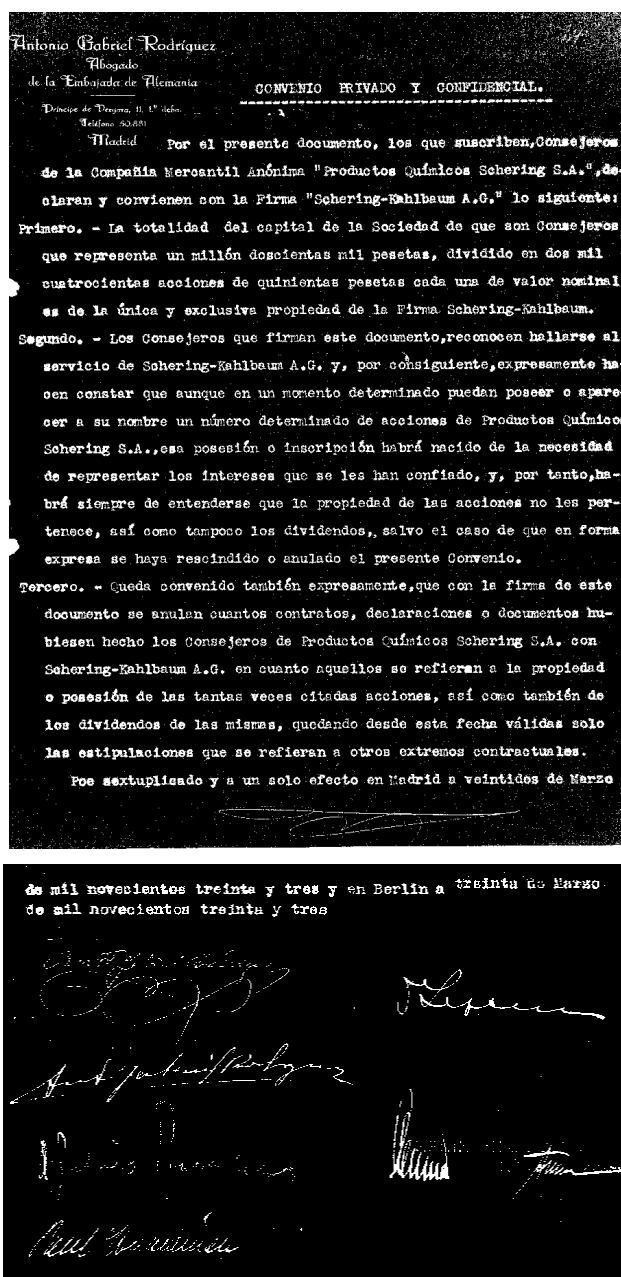 Antonio Gabriel Rodríguez
Abogado
de la Embajada de Alemania
Príncipe de Vergara, 11, 1.º dcha.
Teléfono 50.881
Madrid
CONVENIO PRIVADO Y CONFIDENCIAL.
Por el presente documento, los que suscriben, Consejeros
de la Compañia Mercantil Anónima "Productos Químicos Schering S.A.", de-
claran y convienen con la Firma "Schering-Kahlbaum A.G." lo siguiente:
Primero. - La totalidad del capital de la Sociedad de que son Consejeros
que representa un millón doscientas mil pesetas, dividido en dos mil
cuatrocientas acciones de quinientas pesetas cada una de valor nominal
es de la única y exclusiva propiedad de la Firma Schering-Kahlbaum.
Segundo. - Los Consejeros que firman este documento, reconocen hallarse al
servicio de Schering-Kahlbaum A.G. y, por consiguiente, expresamente ha-
cen constar que aunque en un momento determinado puedan poseer o apare-
cer a su nombre un número determinado de acciones de Productos Químico
Schering S.A., esa posesión o inscripción habrá nacido de la necesidad
de representar los intereses que se les han confiado, y, por tanto, ha-
brá siempre de entenderse que la propiedad de las acciones no les per-
tenece, así como tampoco los dividendos, salvo el caso de que en forma
expresa se haya rescindido o anulado el presente Convenio.
Tercero. - Queda convenido también expresamente, que con la firma de este
documento se anulan cuantos contratos, declaraciones o documentos hu-
biesen hecho los Consejeros de Productos Químicos Schering S.A. con
Schering-Kahlbaum A.G. en cuanto aquellos se refieran a la propiedad
o posesión de las tantas veces citadas acciones, así como también de
los dividendos de las mismas, quedando desde esta fecha válidas solo
las estipulaciones que se refieran a otros extremos contractuales.
Poe sextuplicado y a un solo efecto en Madrid a veintidos de Marzo
de mil novecientos treinta y tres y en Berlin a treinta de Marzo
de mil novecientos treinta y tres